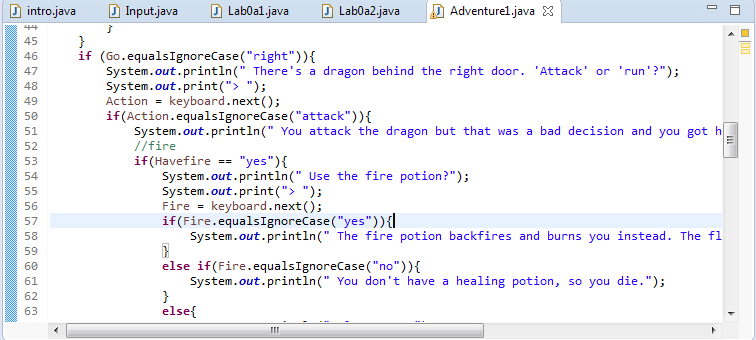 intro.java Input.java Lab0a1.java Lab0a2.java Adventure1.java
44 }
45 }
46 if (Go.equalsIgnoreCase("right")){
47 System.out.println(" There's a dragon behind the right door. 'Attack' or 'run'?");
48 System.out.print("> ");
49 Action = keyboard.next();
50 if(Action.equalsIgnoreCase("attack")){
51 System.out.println(" You attack the dragon but that was a bad decision and you got h
52 //fire
53 if(Havefire == "yes"){
54 System.out.println(" Use the fire potion?");
55 System.out.print("> ");
56 Fire = keyboard.next();
57 if(Fire.equalsIgnoreCase("yes")){
58 System.out.println(" The fire potion backfires and burns you instead. The fl
59 }
60 else if(Fire.equalsIgnoreCase("no")){
61 System.out.println(" You don't have a healing potion, so you die.");
62 }
63 else{